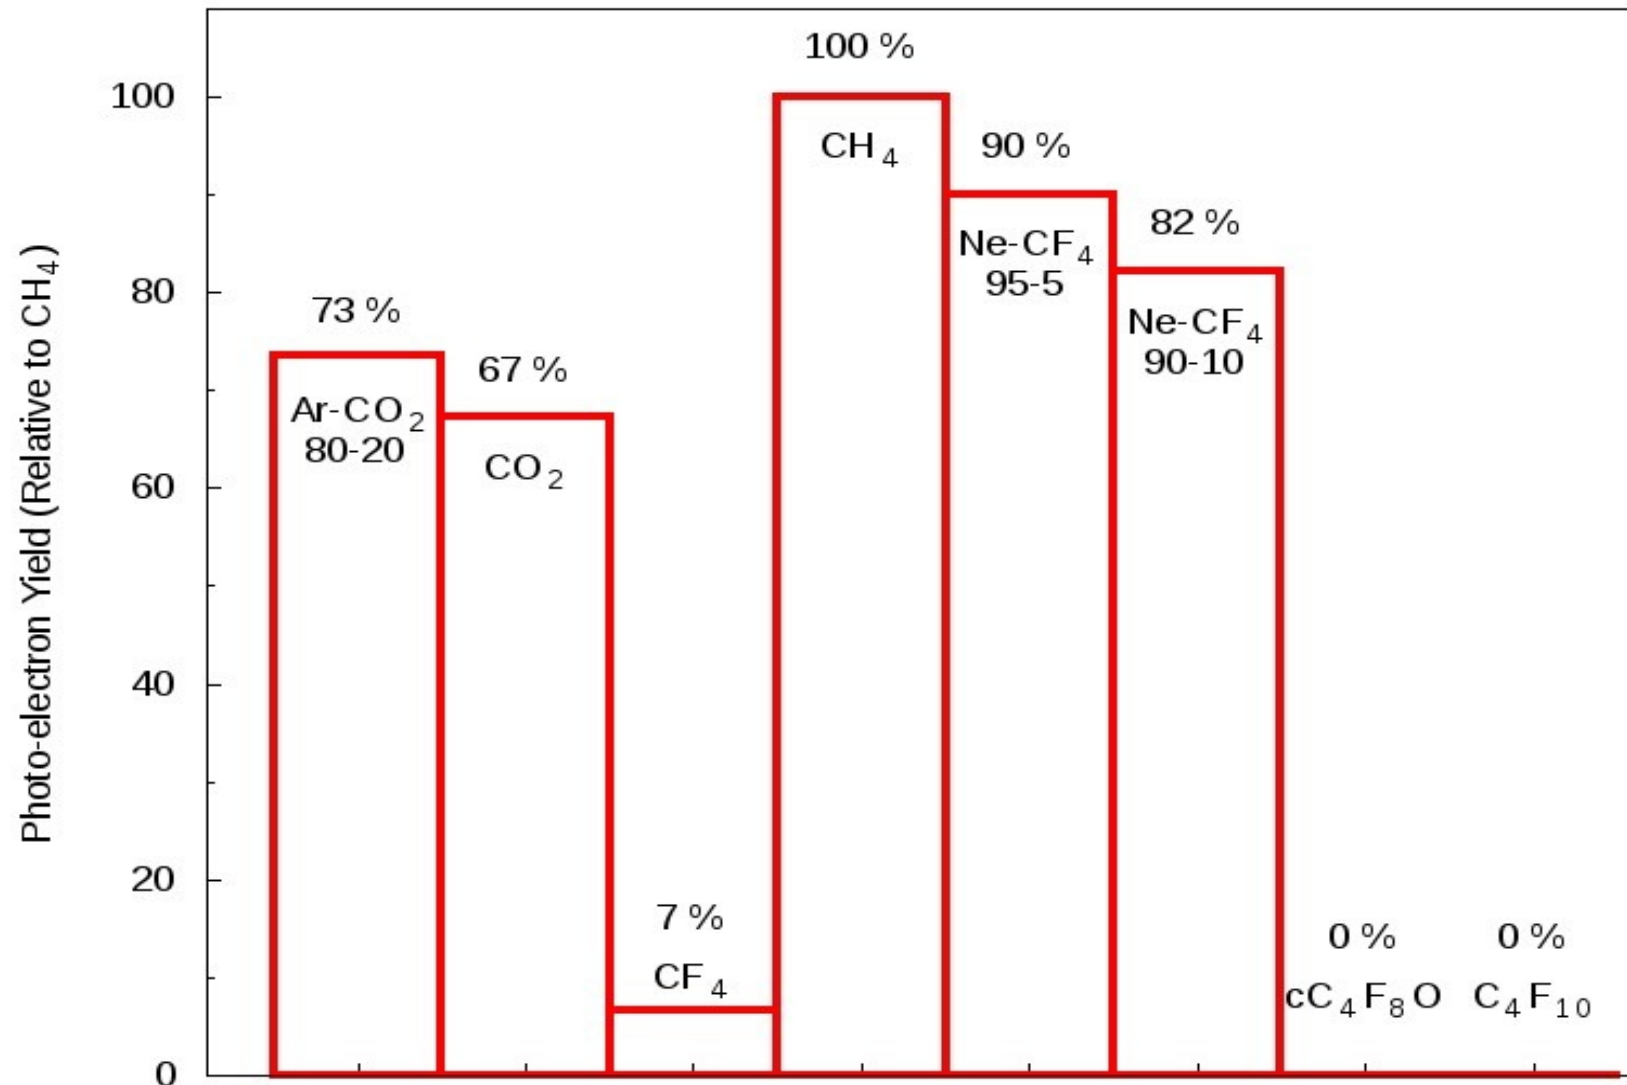 Photo-electron Yield (Relative to CH₄)
100
80
60
40
20
0
73 %
Ar-CO₂
80-20
67 %
CO₂
7 %
CF₄
100 %
CH₄
90 %
Ne-CF₄
95-5
82 %
Ne-CF₄
90-10
0 %
cC₄F₈O
0 %
C₄F₁₀